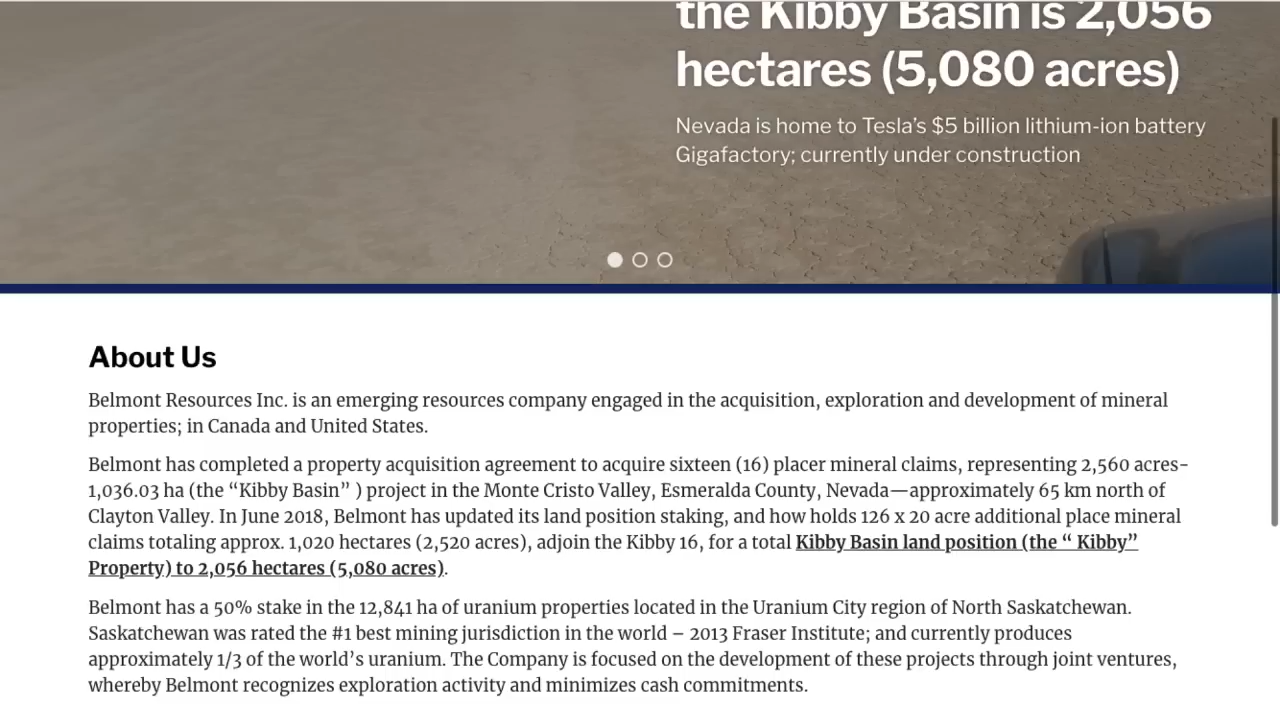 the Kibby Basin is 2,056
hectares (5,080 acres)
Nevada is home to Tesla’s $5 billion lithium-ion battery
Gigafactory; currently under construction
About Us
Belmont Resources Inc. is an emerging resources company engaged in the acquisition, exploration and development of mineral
properties; in Canada and United States.
Belmont has completed a property acquisition agreement to acquire sixteen (16) placer mineral claims, representing 2,560 acres-
1,036.03 ha (the “Kibby Basin” ) project in the Monte Cristo Valley, Esmeralda County, Nevada—approximately 65 km north of
Clayton Valley. In June 2018, Belmont has updated its land position staking, and how holds 126 x 20 acre additional place mineral
claims totaling approx. 1,020 hectares (2,520 acres), adjoin the Kibby 16, for a total Kibby Basin land position (the “ Kibby”
Property) to 2,056 hectares (5,080 acres).
Belmont has a 50% stake in the 12,841 ha of uranium properties located in the Uranium City region of North Saskatchewan.
Saskatchewan was rated the #1 best mining jurisdiction in the world – 2013 Fraser Institute; and currently produces
approximately 1/3 of the world’s uranium. The Company is focused on the development of these projects through joint ventures,
whereby Belmont recognizes exploration activity and minimizes cash commitments.